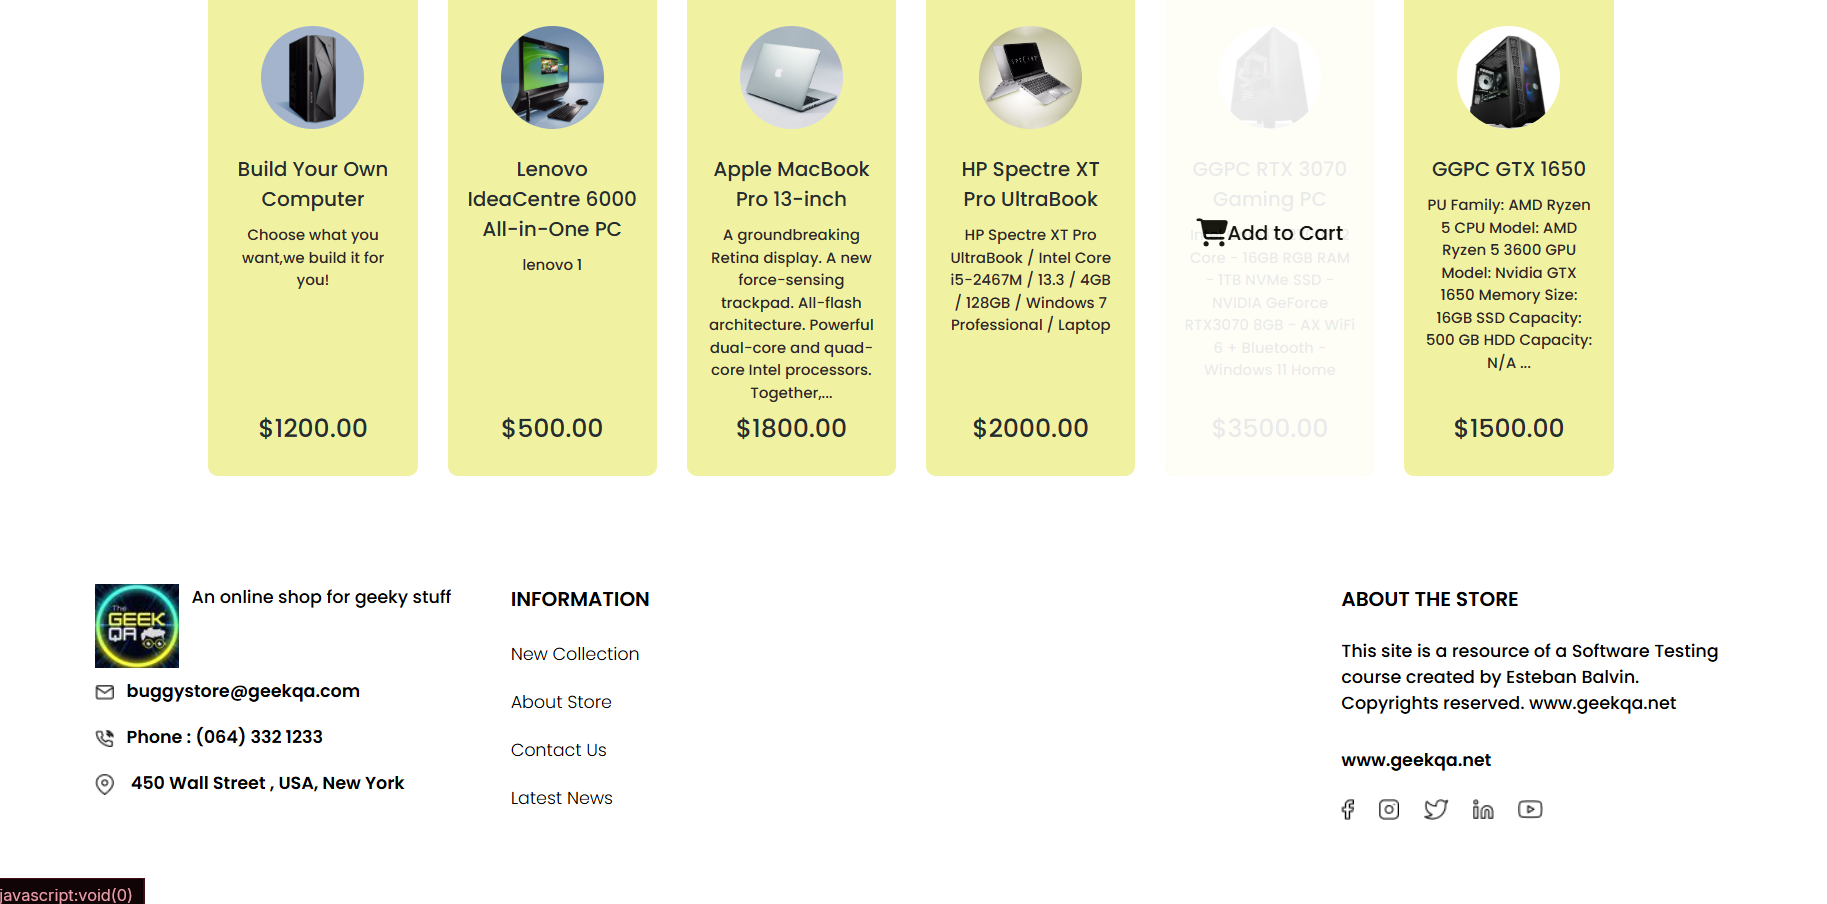 Build Your Own
Computer
Choose what you
want,we build it for
you!
$1200.00
Lenovo
IdeaCentre 6000
All-in-One PC
lenovo 1
$500.00
Apple MacBook
Pro 13-inch
A groundbreaking
Retina display. A new
force-sensing
trackpad. All-flash
architecture. Powerful
dual-core and quad-
core Intel processors.
Together,...
$1800.00
SPECTRE
HP Spectre XT
Pro UltraBook
HP Spectre XT Pro
UltraBook / Intel Core
i5-2467M / 13.3 / 4GB
/ 128GB / Windows 7
Professional / Laptop
$2000.00
GGPC RTX 3070
Gaming PC
Add to Cart
Core - 16GB RGB RAM
- 1TB NVMe SSD -
NVIDIA GeForce
RTX3070 8GB - AX WiFi
6 + Bluetooth -
Windows 11 Home
$3500.00
GGPC GTX 1650
PU Family: AMD Ryzen
5 CPU Model: AMD
Ryzen 5 3600 GPU
Model: Nvidia GTX
1650 Memory Size:
16GB SSD Capacity:
500 GB HDD Capacity:
N/A ...
$1500.00
The
GEEK
QA
An online shop for geeky stuff
buggystore@geekqa.com
Phone : (064) 332 1233
450 Wall Street , USA, New York
INFORMATION
New Collection
About Store
Contact Us
Latest News
ABOUT THE STORE
This site is a resource of a Software Testing
course created by Esteban Balvin.
Copyrights reserved. www.geekqa.net
www.geekqa.net
javascript:void(0)